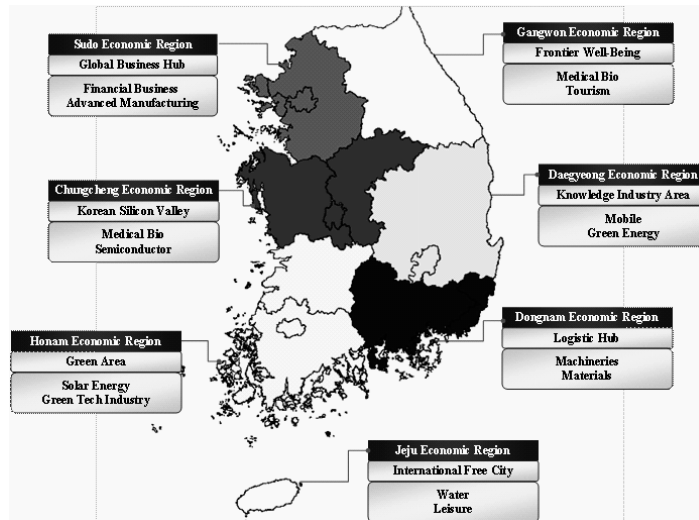 Sudo Economic Region
Global Business Hub
Financial Business
Advanced Manufacturing
Gangwon Economic Region
Frontier Well-Being
Medical Bio
Tourism
Chungcheng Economic Region
Korean Silicon Valley
Medical Bio
Semiconductor
Daegyeong Economic Region
Knowledge Industry Area
Mobile
Green Energy
Honam Economic Region
Green Area
Solar Energy
Green Tech Industry
Dongnam Economic Region
Logistic Hub
Machineries
Materials
Jeju Economic Region
International Free City
Water
Leisure